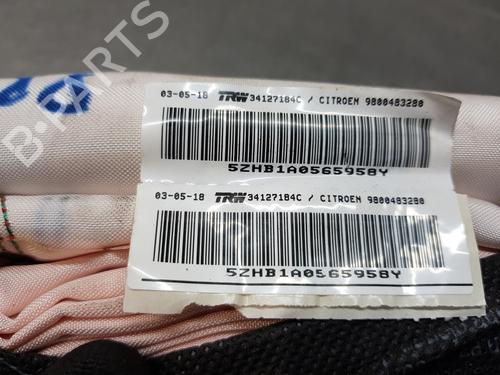 03-05-18 TRW 34127184C / CITROEN 9800483280
5ZHB1A0565958Y
03-05-18 TRW 34127184C / CITROEN 9800483280
5ZHB1A0565958Y
B-PARTS